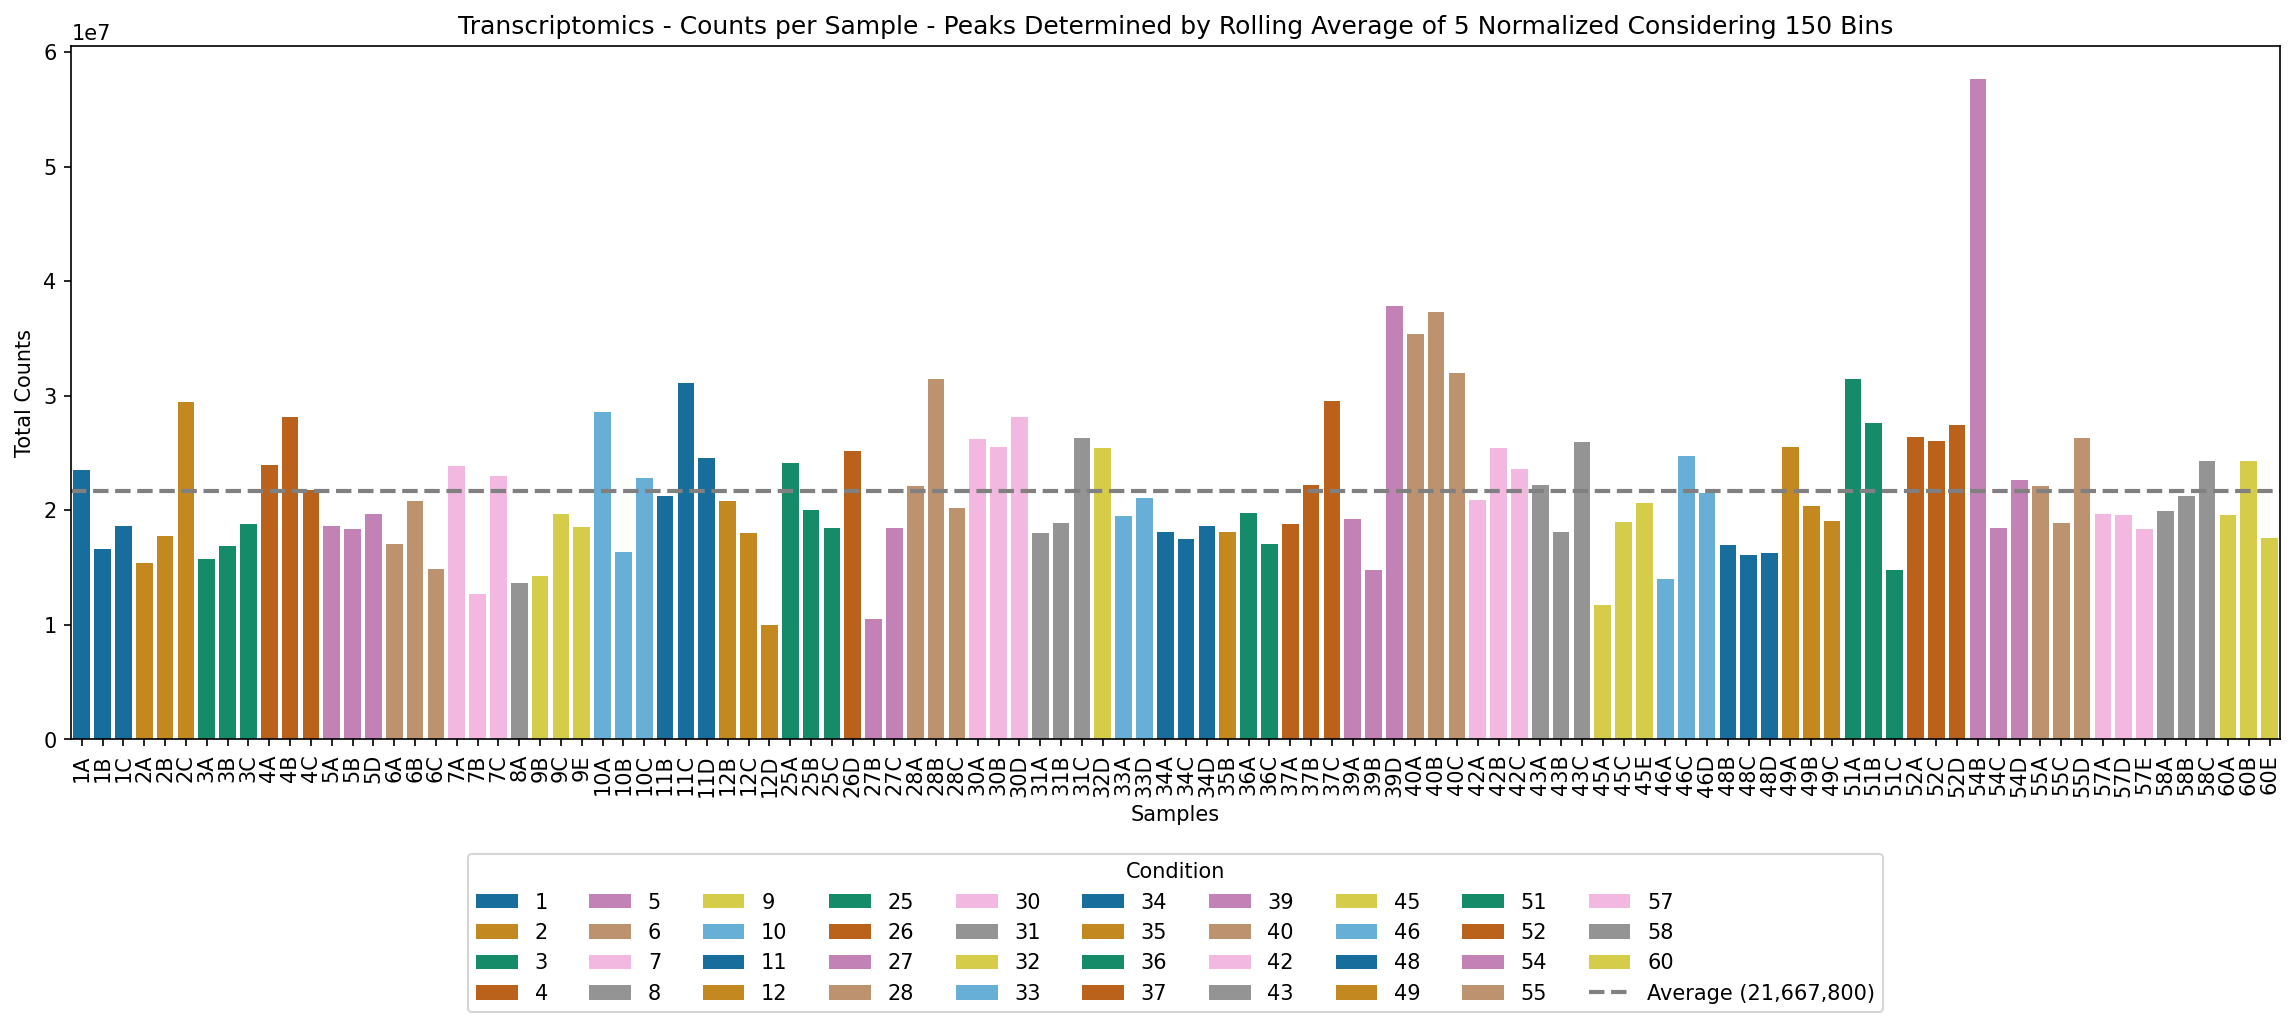 Transcriptomics - Counts per Sample - Peaks Determined by Rolling Average of 5 Normalized Considering 150 Bins
1e7
6
5
4
3
2
1
0
Total Counts
1A 1B 1C 2A 2B 2C 3A 3B 3C 4A 4B 4C 5A 5B 5D 6A 6B 6C 7A 7B 7C 8A 9B 9C 9E 10A 10B 10C 11B 11C 11D 12B 12C 12D 25A 25B 25C 26D 27B 27C 28A 28B 28C 30A 30B 30D 31A 31B 31C 32D 33A 33D 34A 34C 34D 35B 36A 36C 37A 37B 37C 39A 39B 39D 40A 40B 40C 42A 42B 42C 43A 43B 43C 45A 45C 45E 46A 46C 46D 48B 48C 48D 49A 49B 49C 51A 51B 51C 52A 52C 52D 54B 54C 54D 55A 55C 55D 57A 57D 57E 58A 58B 58C 60A 60B 60E
Samples
Condition
1 5 9 25 30 34 39 45 51 57
2 6 10 26 31 35 40 46 52 58
3 7 11 27 32 36 42 48 54 60
4 8 12 28 33 37 43 49 55 Average (21,667,800)